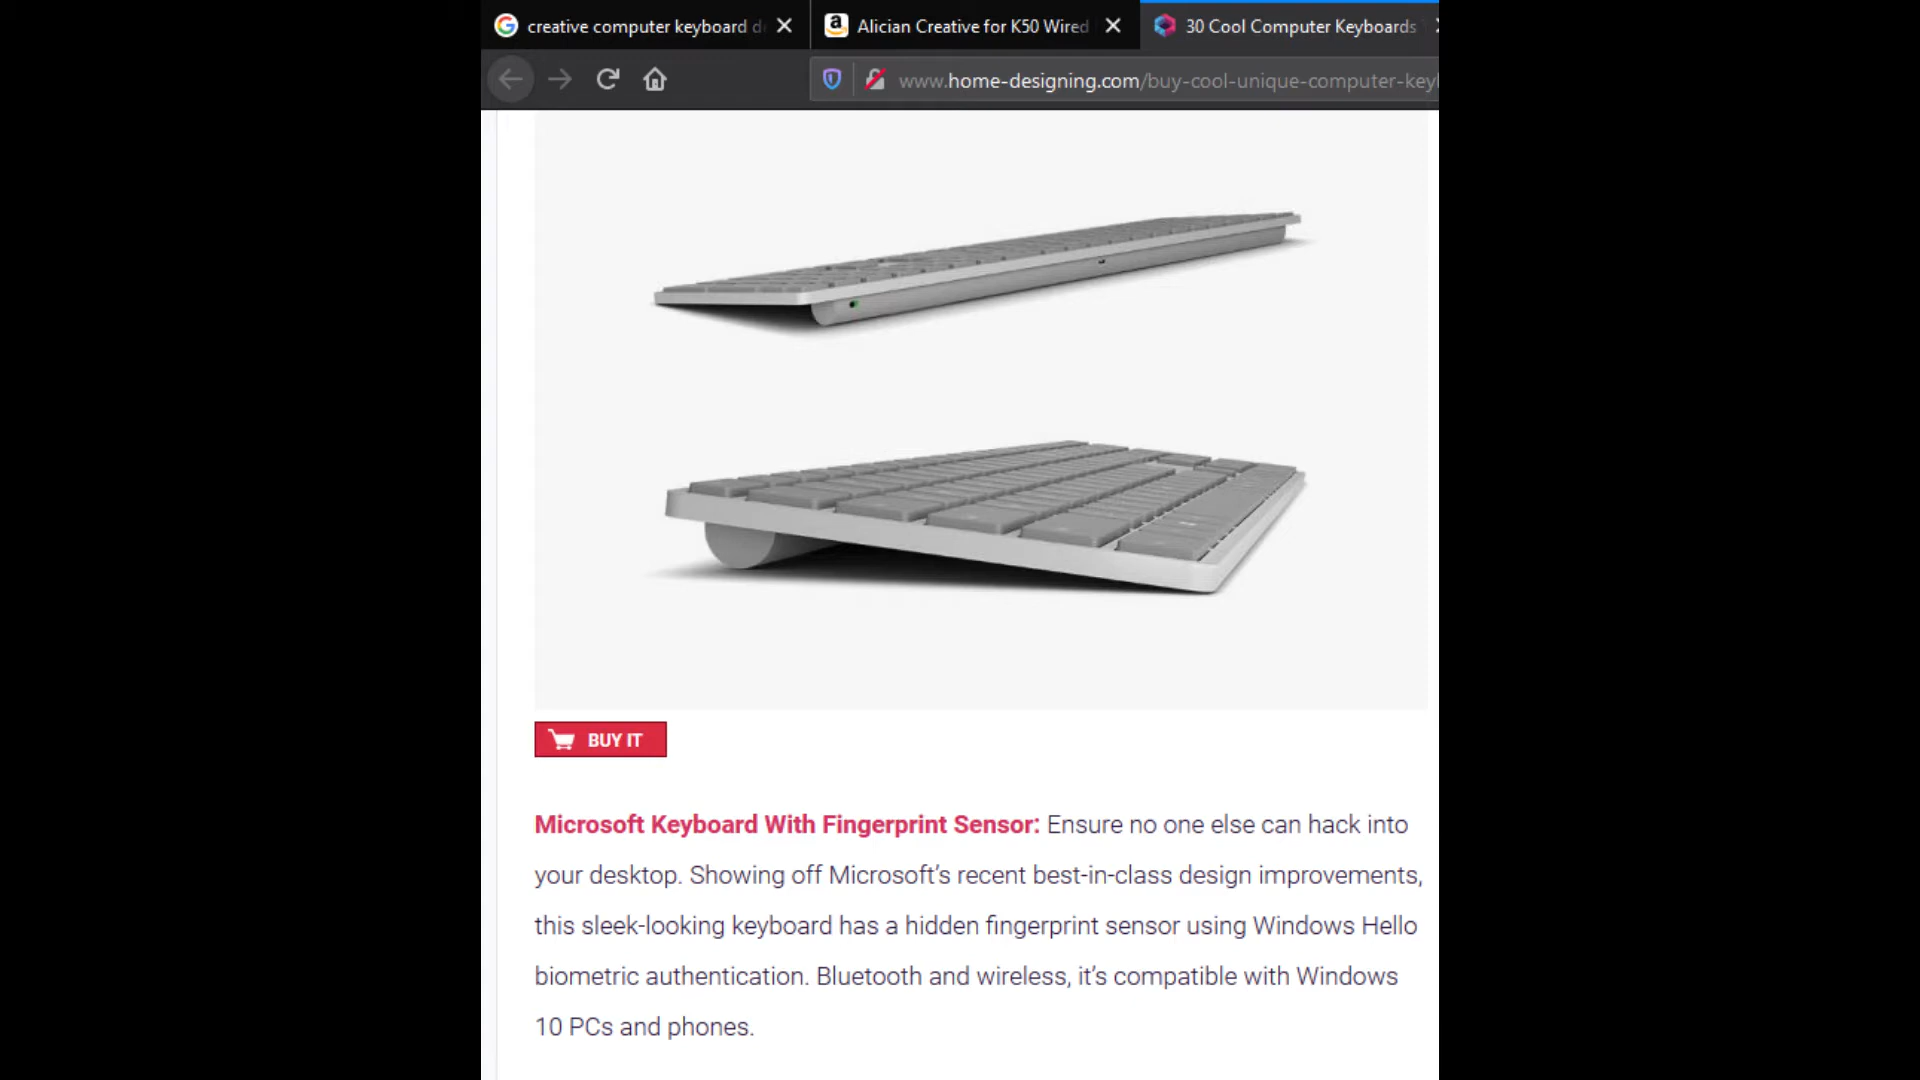 creative computer keyboard d
Alician Creative for K50 Wired
30 Cool Computer Keyboards
www.home-designing.com/buy-cool-unique-computer-key
BUY IT
Microsoft Keyboard With Fingerprint Sensor: Ensure no one else can hack into
your desktop. Showing off Microsoft’s recent best-in-class design improvements,
this sleek-looking keyboard has a hidden fingerprint sensor using Windows Hello
biometric authentication. Bluetooth and wireless, it’s compatible with Windows
10 PCs and phones.